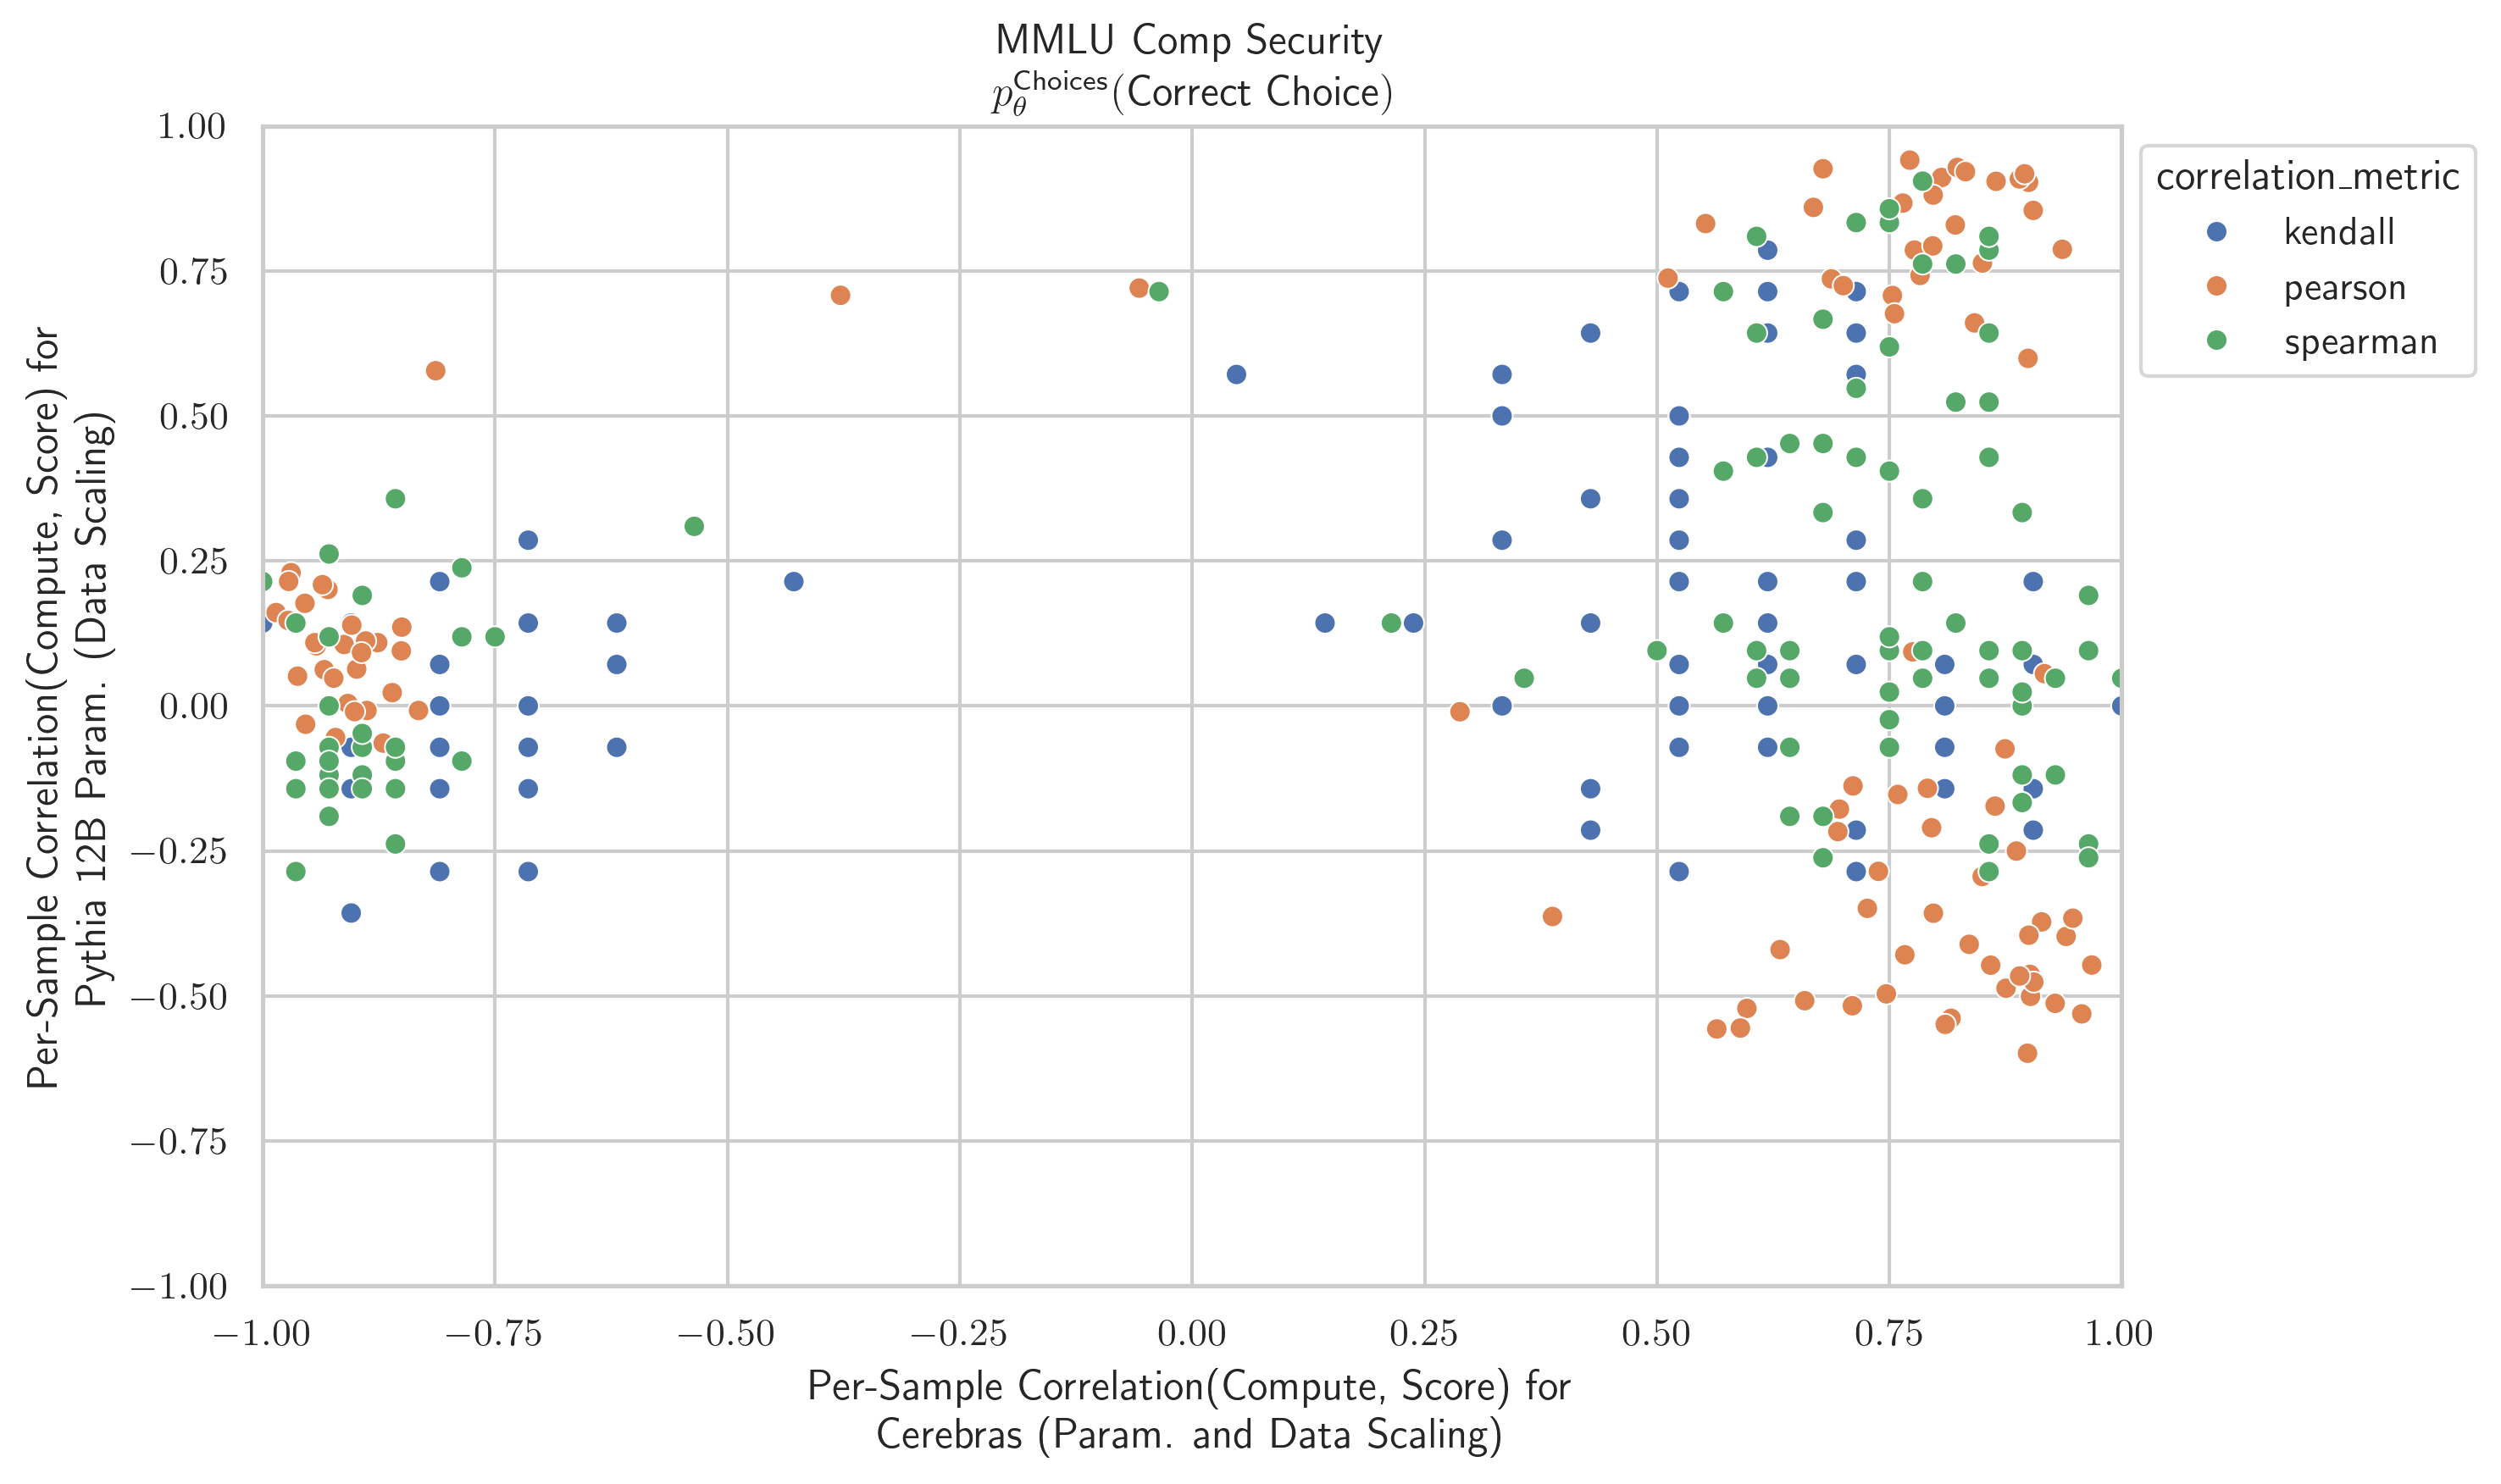 MMLU Comp Security
p_θ^Choices(Correct Choice)
1.00
0.75
0.50
0.25
0.00
−0.25
−0.50
−0.75
−1.00
Per-Sample Correlation(Compute, Score) for
Pythia 12B Param. (Data Scaling)
correlation_metric
kendall
pearson
spearman
−1.00
−0.75
−0.50
−0.25
0.00
0.25
0.50
0.75
1.00
Per-Sample Correlation(Compute, Score) for
Cerebras (Param. and Data Scaling)